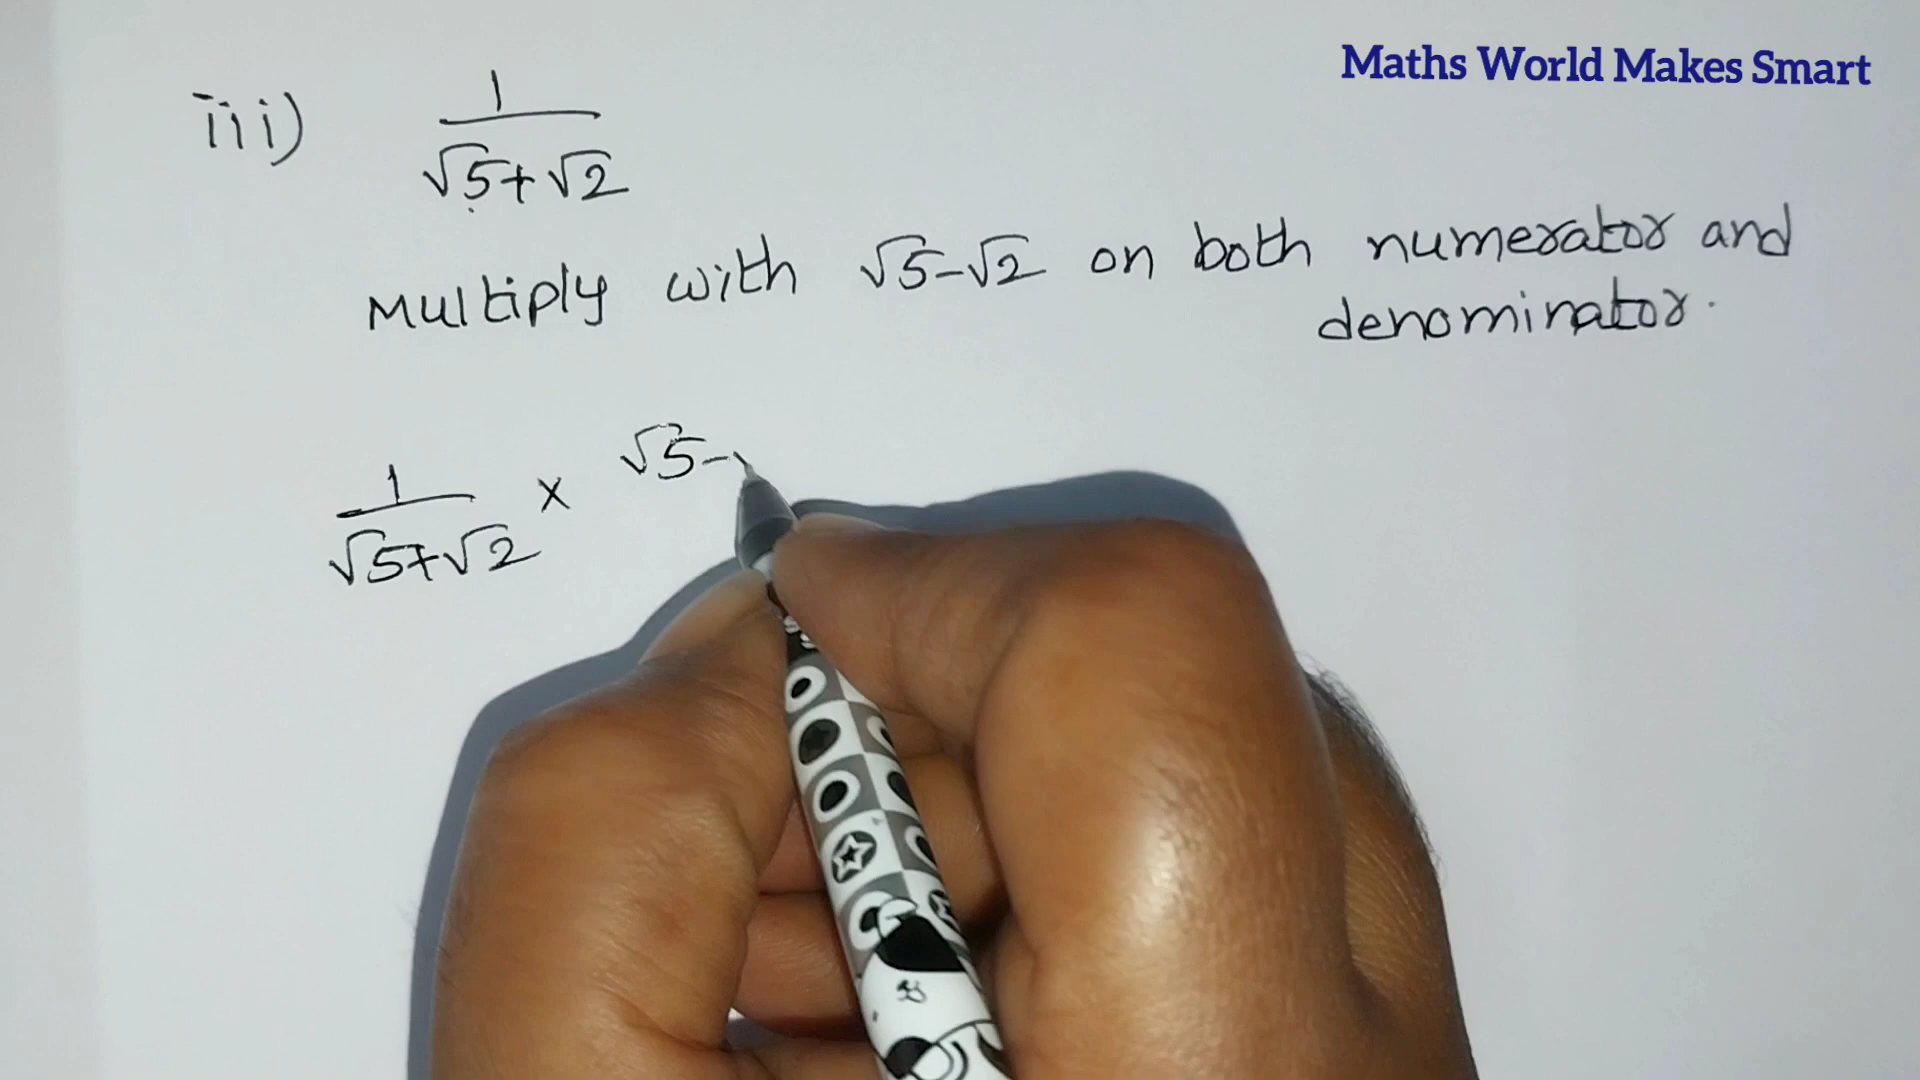 Maths World Makes Smart
iii) 1
√5+√2
Multiply with √5-√2 on both numerator and
denominator.
1 × √5-
√5+√2